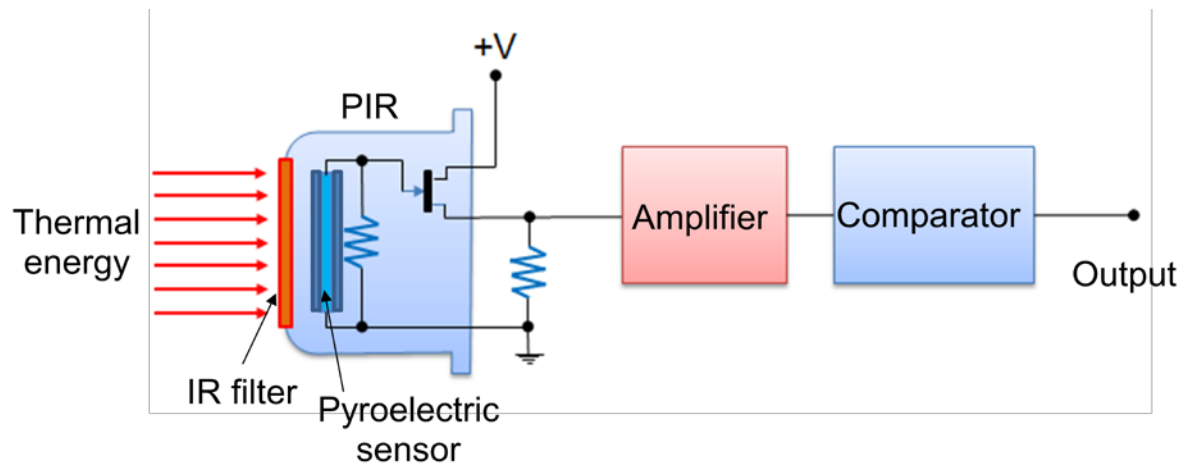 +V
PIR
Thermal
energy
Amplifier
Comparator
Output
IR filter
Pyroelectric
sensor